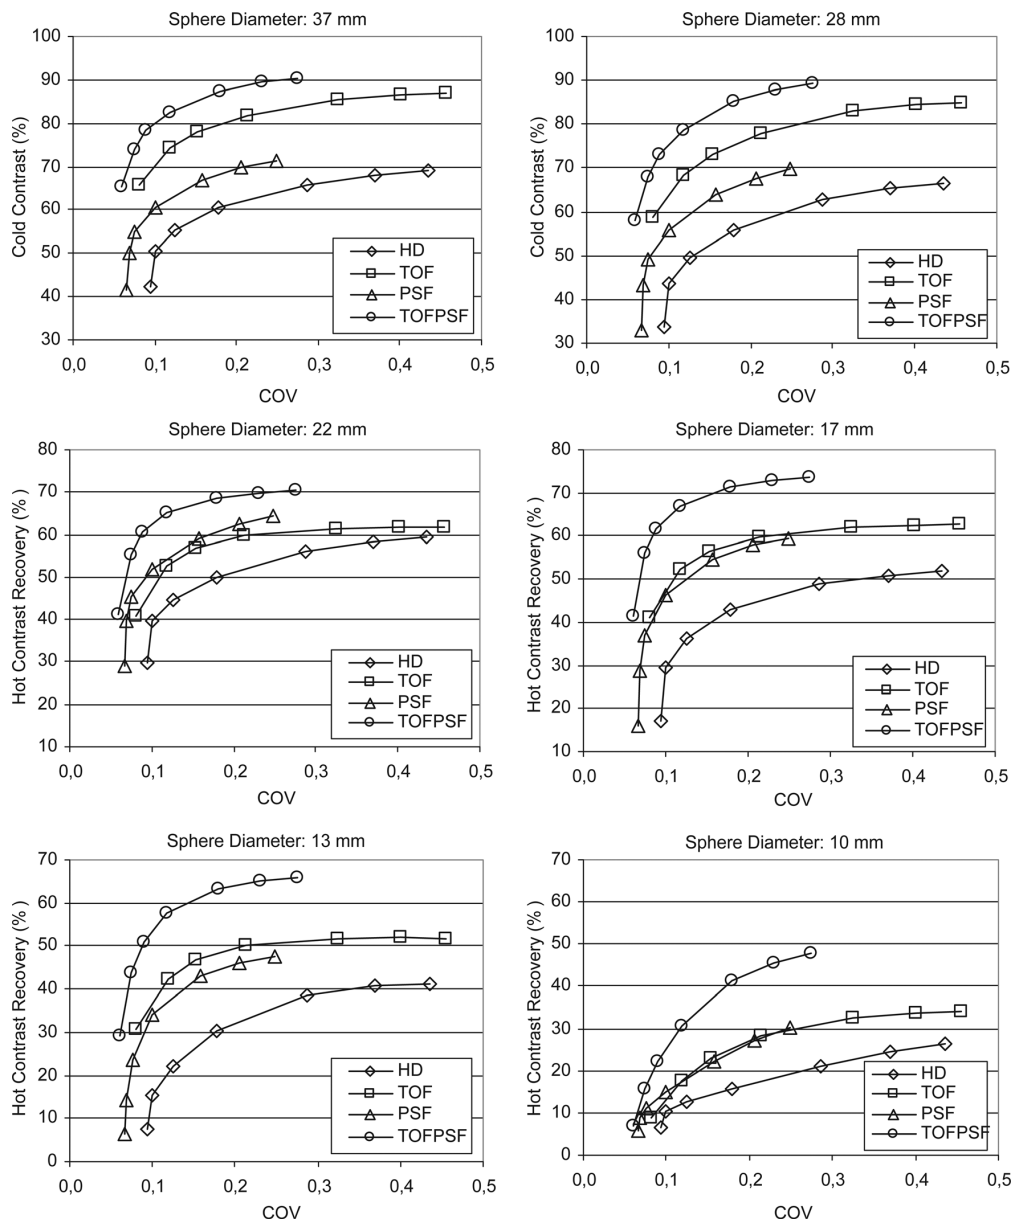 Sphere Diameter: 37 mm
100
90
80
70
60
50
40
30
Cold Contrast (%)
HD
TOF
PSF
TOFPSF
0,0 0,1 0,2 0,3 0,4 0,5
COV
Sphere Diameter: 28 mm
100
90
80
70
60
50
40
30
Cold Contrast (%)
HD
TOF
PSF
TOFPSF
0,0 0,1 0,2 0,3 0,4 0,5
COV
Sphere Diameter: 22 mm
80
70
60
50
40
30
20
10
Hot Contrast Recovery (% )
HD
TOF
PSF
TOFPSF
0,0 0,1 0,2 0,3 0,4 0,5
COV
Sphere Diameter: 17 mm
80
70
60
50
40
30
20
10
Hot Contrast Recovery (% )
HD
TOF
PSF
TOFPSF
0,0 0,1 0,2 0,3 0,4 0,5
COV
Sphere Diameter: 13 mm
70
60
50
40
30
20
10
0
Hot Contrast Recovery (% )
HD
TOF
PSF
TOFPSF
0,0 0,1 0,2 0,3 0,4 0,5
COV
Sphere Diameter: 10 mm
70
60
50
40
30
20
10
0
Hot Contrast Recovery (% )
HD
TOF
PSF
TOFPSF
0,0 0,1 0,2 0,3 0,4 0,5
COV